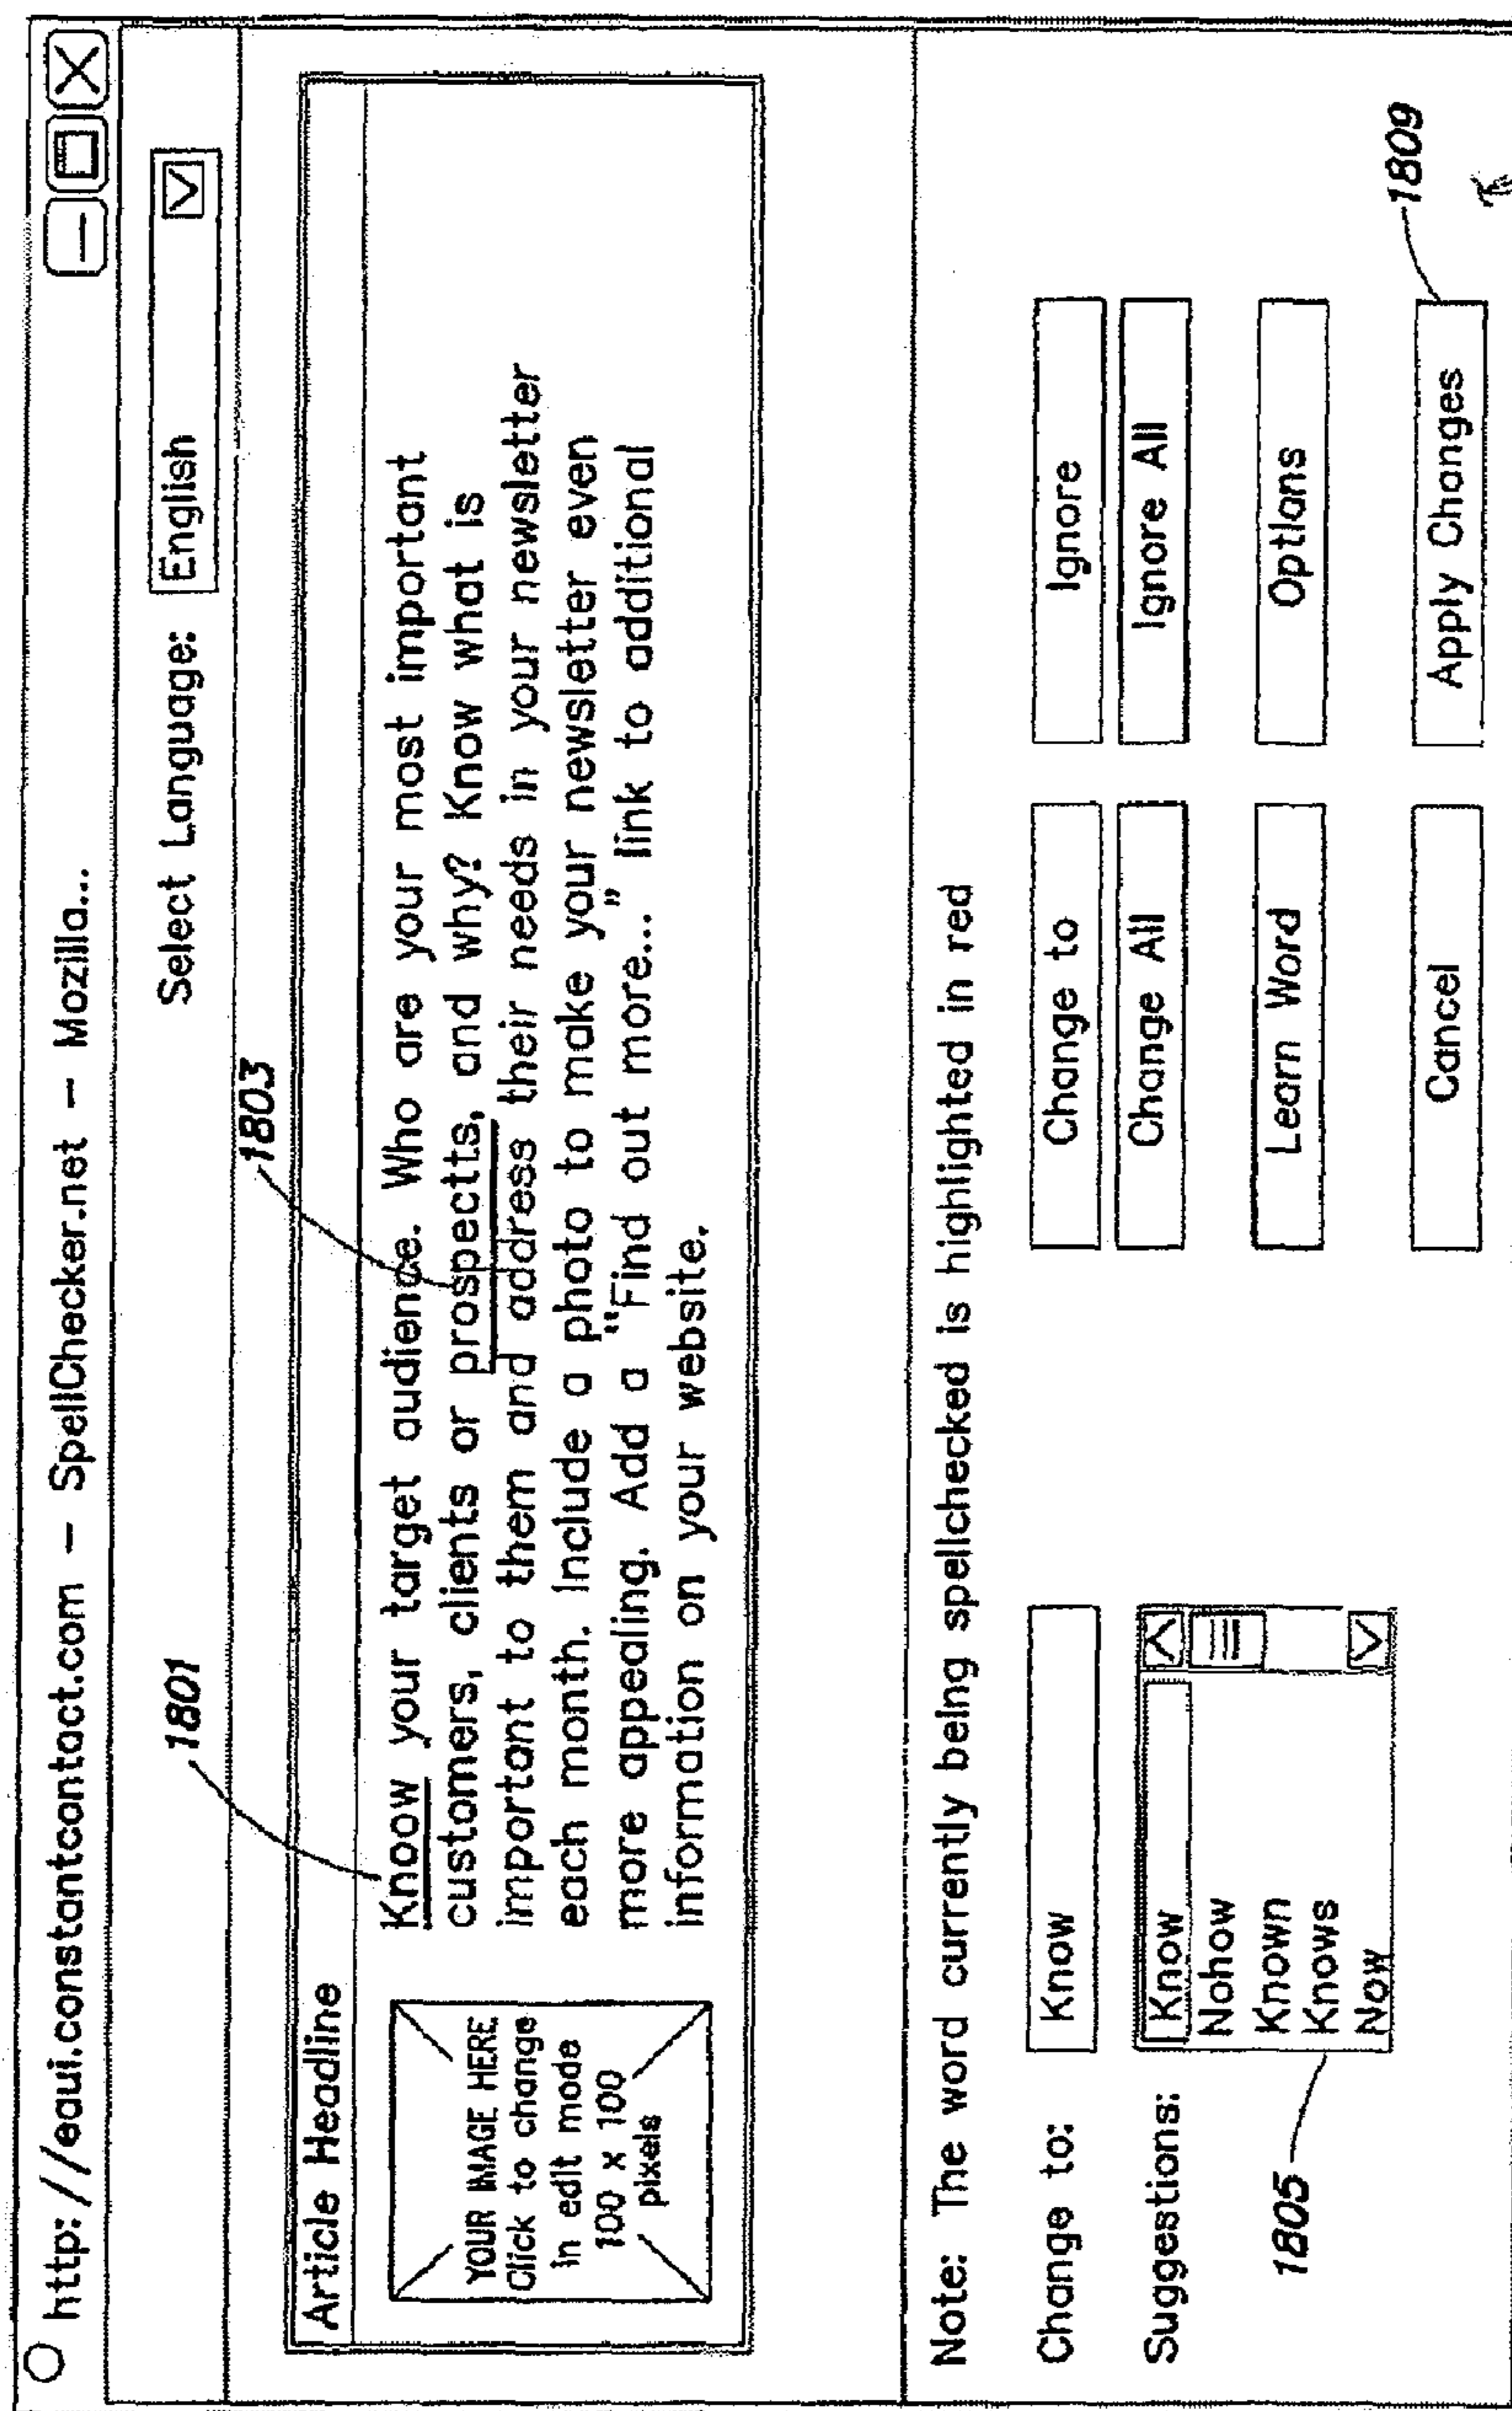 http://eaui.constantcontact.com – SpellChecker.net – Mozilla...
Select Language: English
1801
1803
Article Headline
YOUR IMAGE HERE
Click to change
in edit mode
100 x 100
pixels
Knoow your target audience. Who are your most important
customers, clients or prospectts, and why? Know what is
important to them and address their needs in your newsletter
each month. Include a photo to make your newsletter even
more appealing. Add a "Find out more..." link to additional
information on your website.
Note: The word currently being spellchecked is highlighted in red
Change to: Know
Change to Ignore
Suggestions:
Know
Nohow
Known
Knows
Now
1805
Change All Ignore All
Learn Word Options
Cancel Apply Changes
1809